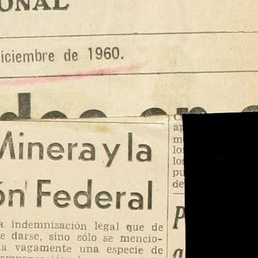 ONAL
iciembre de 1960.
Minera y la
ón Federal
a indemnización legal que de
e darse, sino sólo se mencio-
a vagamente una especie de